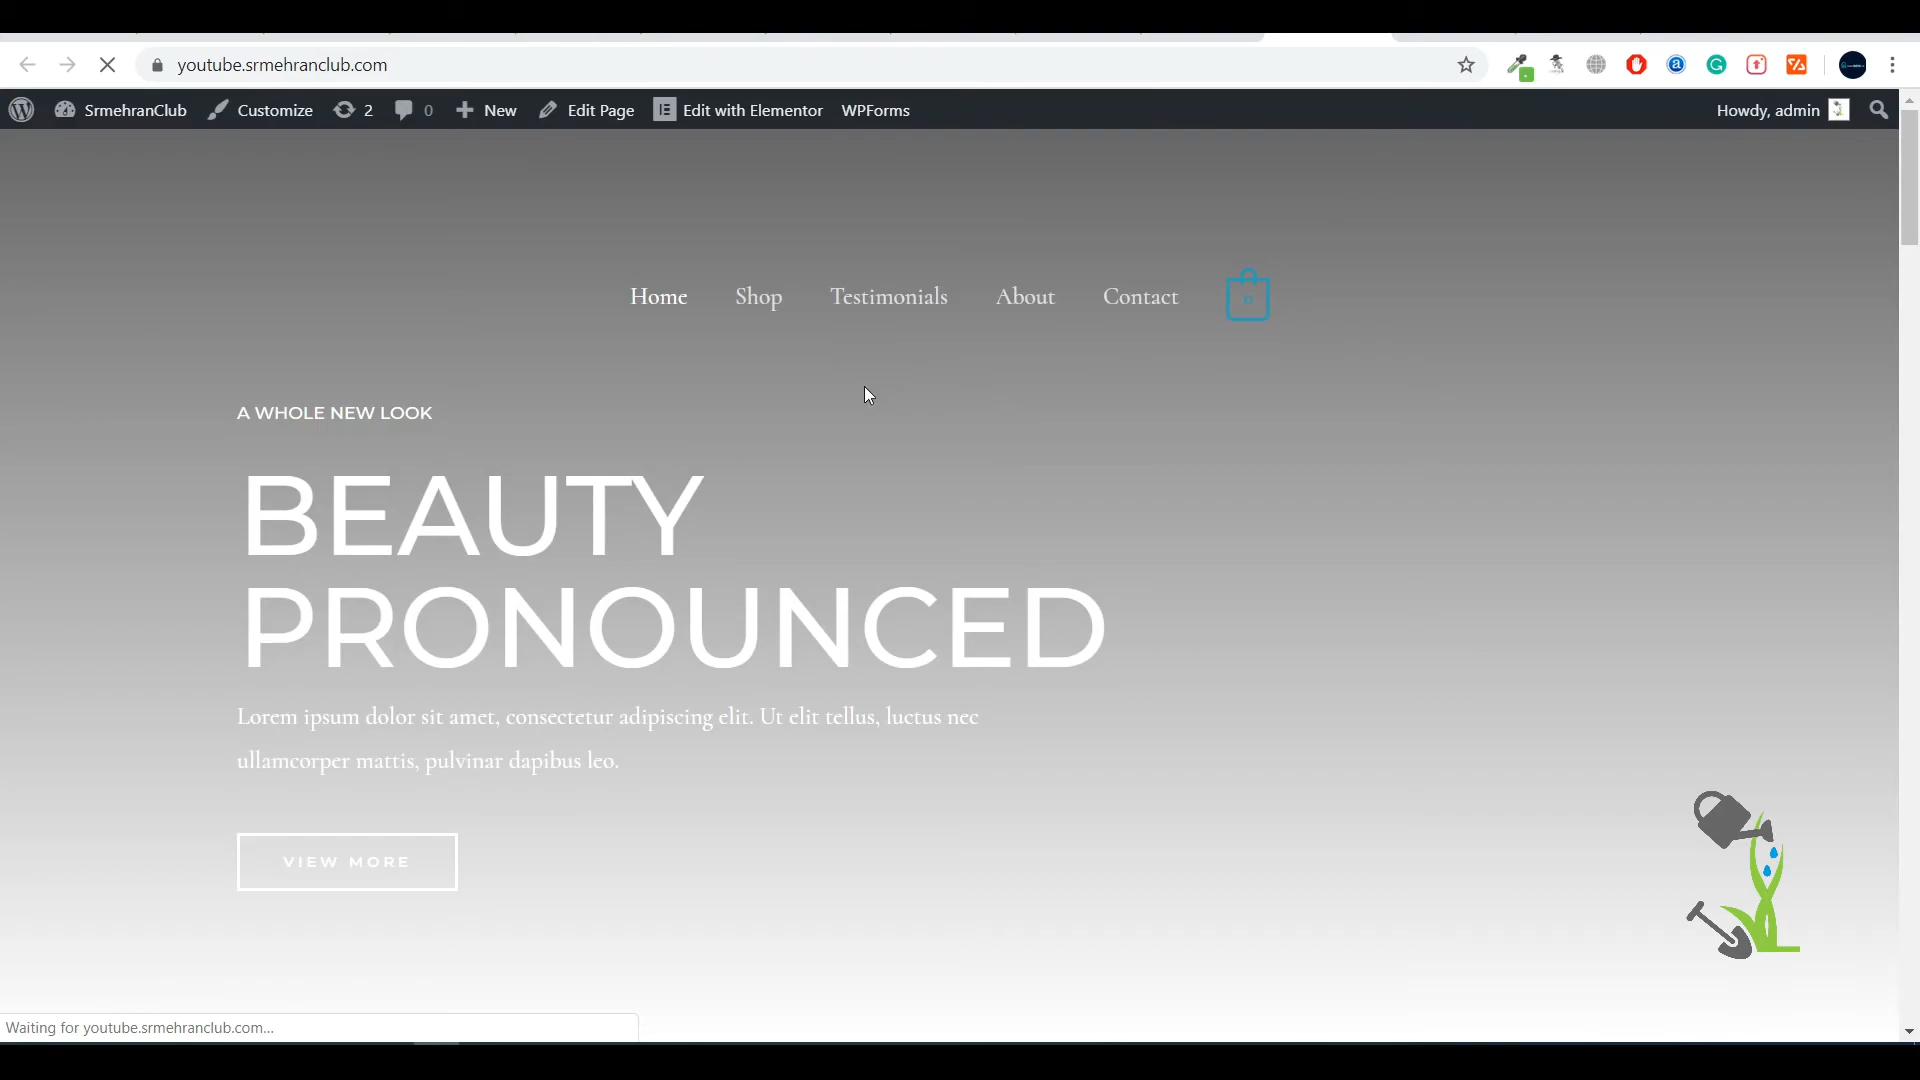 youtube.srmehranclub.com
SrmehranClub Customize 2 0 New Edit Page Edit with Elementor WPForms Howdy, admin
Home Shop Testimonials About Contact 0
A WHOLE NEW LOOK
BEAUTY
PRONOUNCED
Lorem ipsum dolor sit amet, consectetur adipiscing elit. Ut elit tellus, luctus nec
ullamcorper mattis, pulvinar dapibus leo.
VIEW MORE
Waiting for youtube.srmehranclub.com...